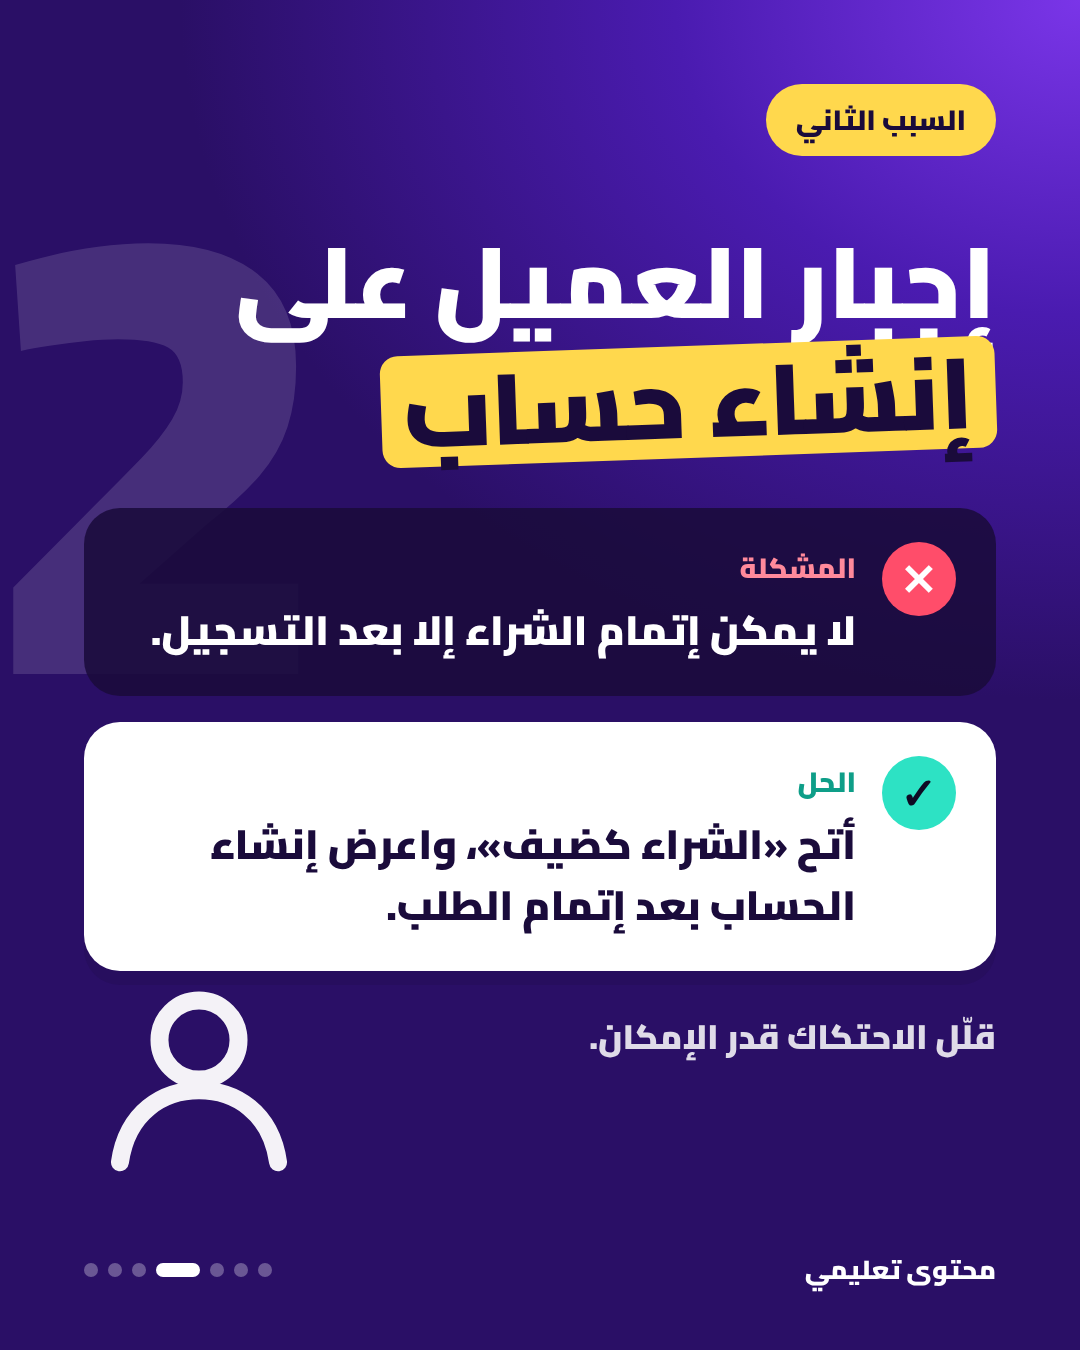 السبب الثاني
2
إجبار العميل على
إنشاء حساب
المشكلة
لا يمكن إتمام الشراء إلا بعد التسجيل.
الحل
أتح «الشراء كضيف»، واعرض إنشاء
الحساب بعد إتمام الطلب.
قلّل الاحتكاك قدر الإمكان.
محتوى تعليمي